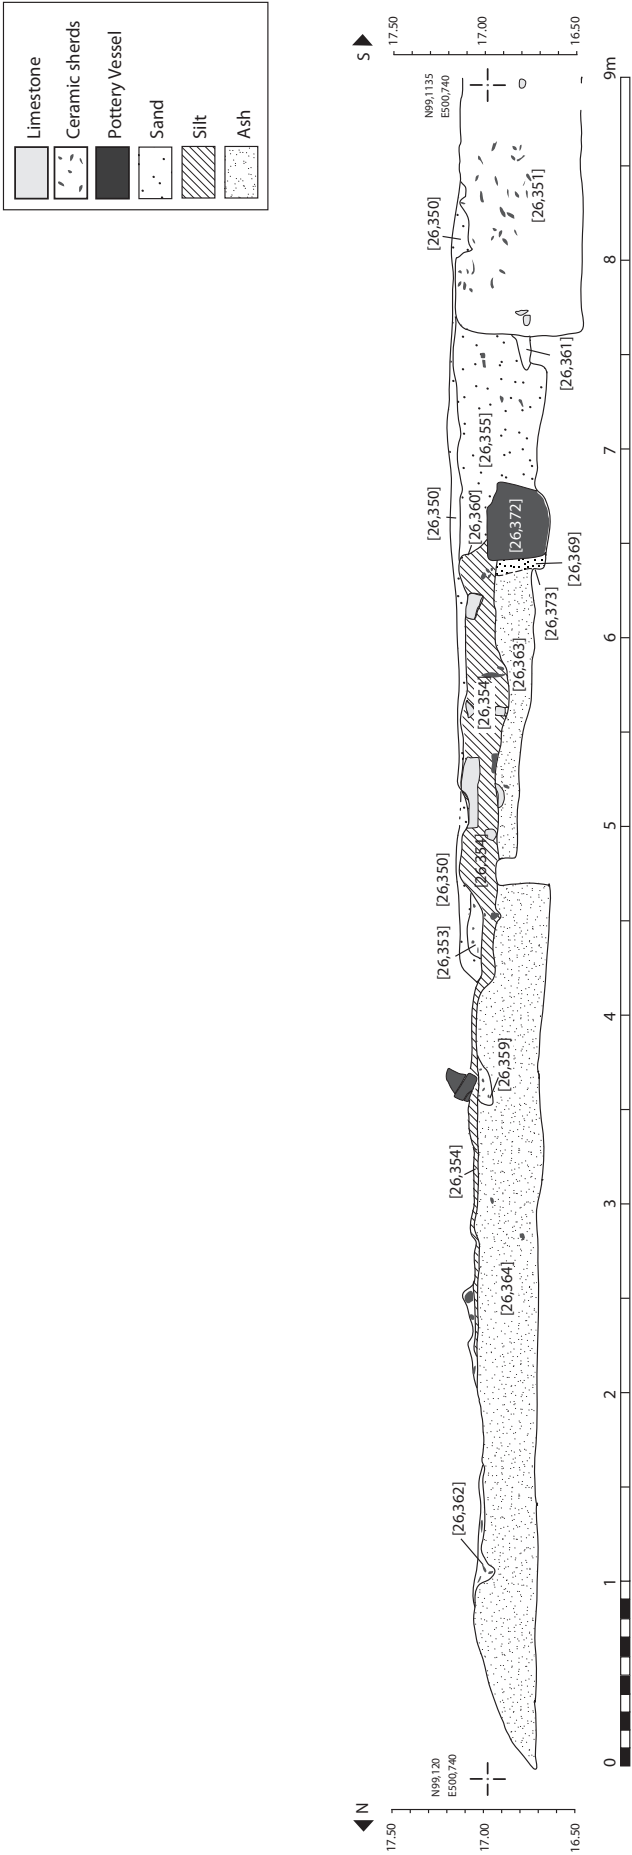 Limestone
Ceramic sherds
Pottery Vessel
Sand
Silt
Ash
N
S
17.50
17.00
16.50
17.50
17.00
16.50
N99,120
E500,740
N99,1135
E500,740
[26,362]
[26,364]
[26,354]
[26,359]
[26,353]
[26,350]
[26,354]
[26,354]
[26,363]
[26,373]
[26,369]
[26,372]
[26,360]
[26,350]
[26,355]
[26,361]
[26,350]
[26,351]
0
1
2
3
4
5
6
7
8
9m